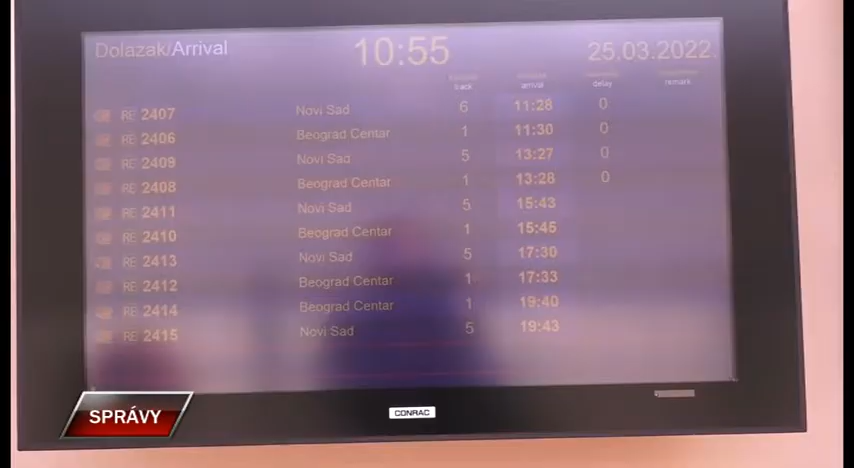 Dolazak/Arrival 10:55 25.03.2022.
track arrival delay remark
RE 2407 Novi Sad 6 11:28 0
RE 2406 Beograd Centar 1 11:30 0
RE 2409 Novi Sad 5 13:27 0
RE 2408 Beograd Centar 1 13:28 0
RE 2411 Novi Sad 5 15:43
RE 2410 Beograd Centar 1 15:45
RE 2413 Novi Sad 5 17:30
RE 2412 Beograd Centar 1 17:33
RE 2414 Beograd Centar 1 19:40
RE 2415 Novi Sad 5 19:43
SPRÁVY
CONRAC